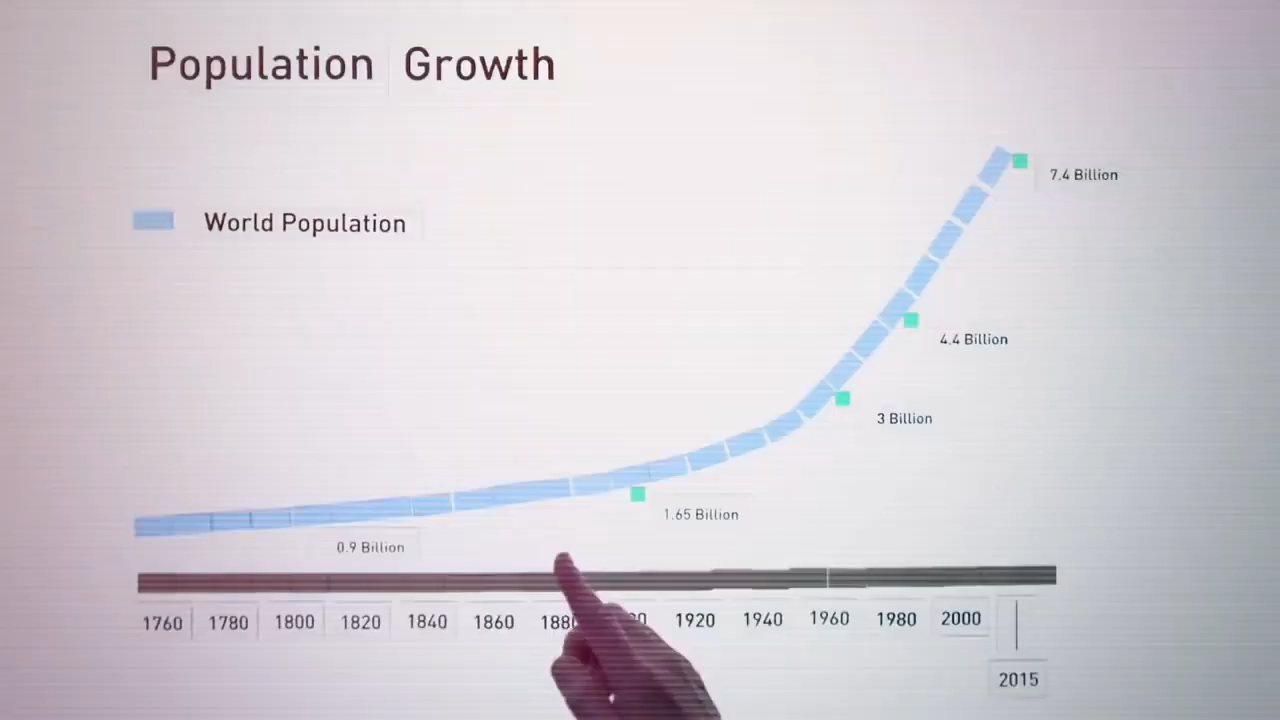 Population Growth
World Population
7.4 Billion
4.4 Billion
3 Billion
1.65 Billion
0.9 Billion
1760 1780 1800 1820 1840 1860 1880 1920 1940 1960 1980 2000
2015